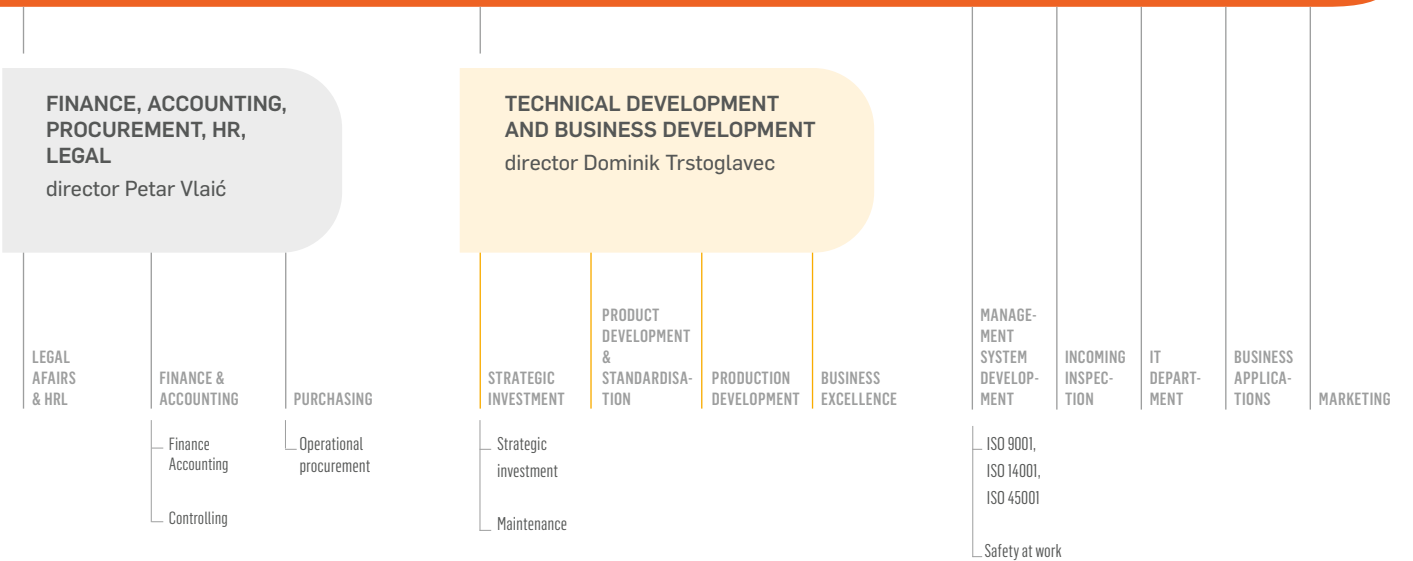 FINANCE, ACCOUNTING,
PROCUREMENT, HR,
LEGAL
director Petar Vlaić
TECHNICAL DEVELOPMENT
AND BUSINESS DEVELOPMENT
director Dominik Trstoglavec
LEGAL
AFAIRS
& HRL
FINANCE &
ACCOUNTING
PURCHASING
STRATEGIC
INVESTMENT
PRODUCT
DEVELOPMENT
&
STANDARDISA-
TION
PRODUCTION
DEVELOPMENT
BUSINESS
EXCELLENCE
MANAGE-
MENT
SYSTEM
DEVELOP-
MENT
INCOMING
INSPEC-
TION
IT
DEPART-
MENT
BUSINESS
APPLICA-
TIONS
MARKETING
Finance
Accounting
Controlling
Operational
procurement
Strategic
investment
Maintenance
ISO 9001,
ISO 14001,
ISO 45001
Safety at work